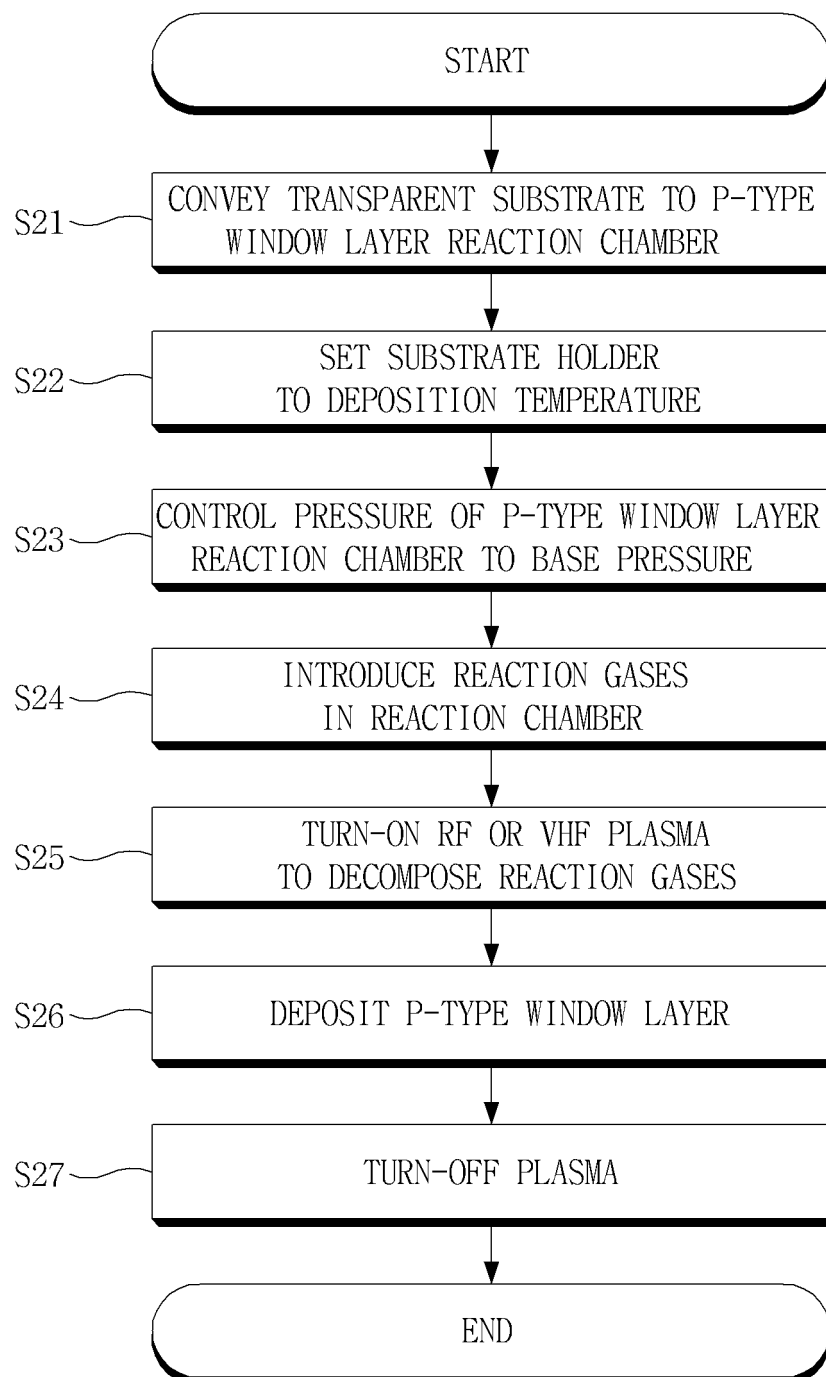 START
S21
CONVEY TRANSPARENT SUBSTRATE TO P-TYPE
WINDOW LAYER REACTION CHAMBER
S22
SET SUBSTRATE HOLDER
TO DEPOSITION TEMPERATURE
S23
CONTROL PRESSURE OF P-TYPE WINDOW LAYER
REACTION CHAMBER TO BASE PRESSURE
S24
INTRODUCE REACTION GASES
IN REACTION CHAMBER
S25
TURN-ON RF OR VHF PLASMA
TO DECOMPOSE REACTION GASES
S26
DEPOSIT P-TYPE WINDOW LAYER
S27
TURN-OFF PLASMA
END